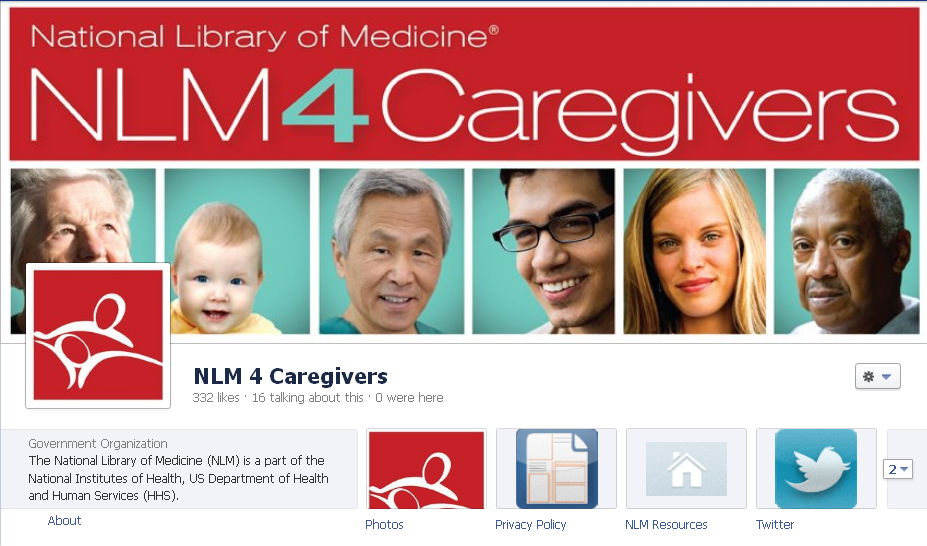 National Library of Medicine®
NLM4Caregivers
NLM 4 Caregivers
332 likes · 16 talking about this · 0 were here
Government Organization
The National Library of Medicine (NLM) is a part of the
National Institutes of Health, US Department of Health
and Human Services (HHS).
About
Photos
Privacy Policy
NLM Resources
Twitter
2